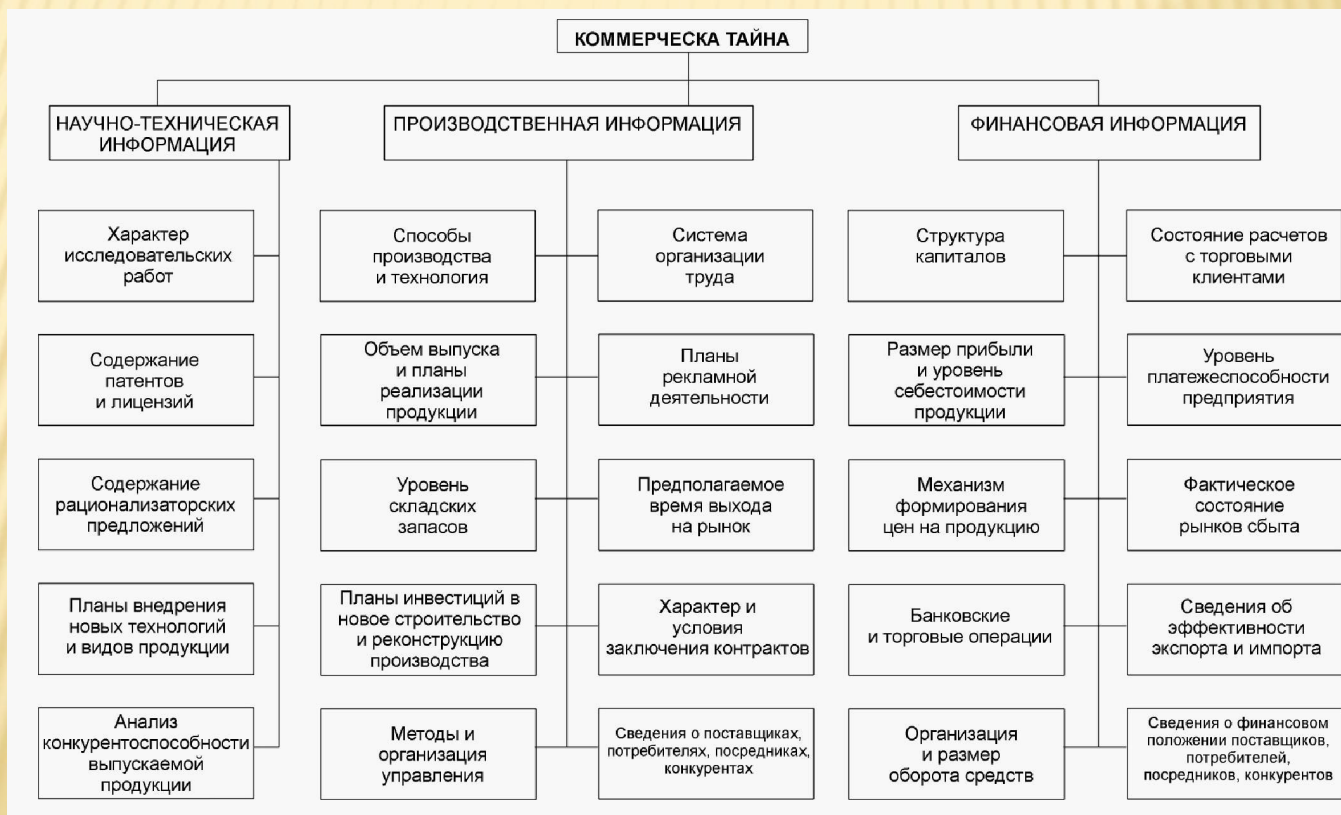 КОММЕРЧЕСКА ТАЙНА
НАУЧНО-ТЕХНИЧЕСКАЯ
ИНФОРМАЦИЯ
Характер
исследовательских
работ
Содержание
патентов
и лицензий
Содержание
рационализаторских
предложений
Планы внедрения
новых технологий
и видов продукции
Анализ
конкурентоспособности
выпускаемой
продукции
ПРОИЗВОДСТВЕННАЯ ИНФОРМАЦИЯ
Способы
производства
и технология
Объем выпуска
и планы
реализации
продукции
Уровень
складских
запасов
Планы инвестиций в
новое строительство
и реконструкцию
производства
Методы и
организация
управления
Система
организации
труда
Планы
рекламной
деятельности
Предполагаемое
время выхода
на рынок
Характер и
условия
заключения контрактов
Сведения о поставщиках,
потребителях, посредниках,
конкурентах
ФИНАНСОВАЯ ИНФОРМАЦИЯ
Структура
капиталов
Размер прибыли
и уровень
себестоимости
продукции
Механизм
формирования
цен на продукцию
Банковские
и торговые операции
Организация
и размер
оборота средств
Состояние расчетов
с торговыми
клиентами
Уровень
платежеспособности
предприятия
Фактическое
состояние
рынков сбыта
Сведения об
эффективности
экспорта и импорта
Сведения о финансовом
положении поставщиков,
потребителей,
посредников, конкурентов